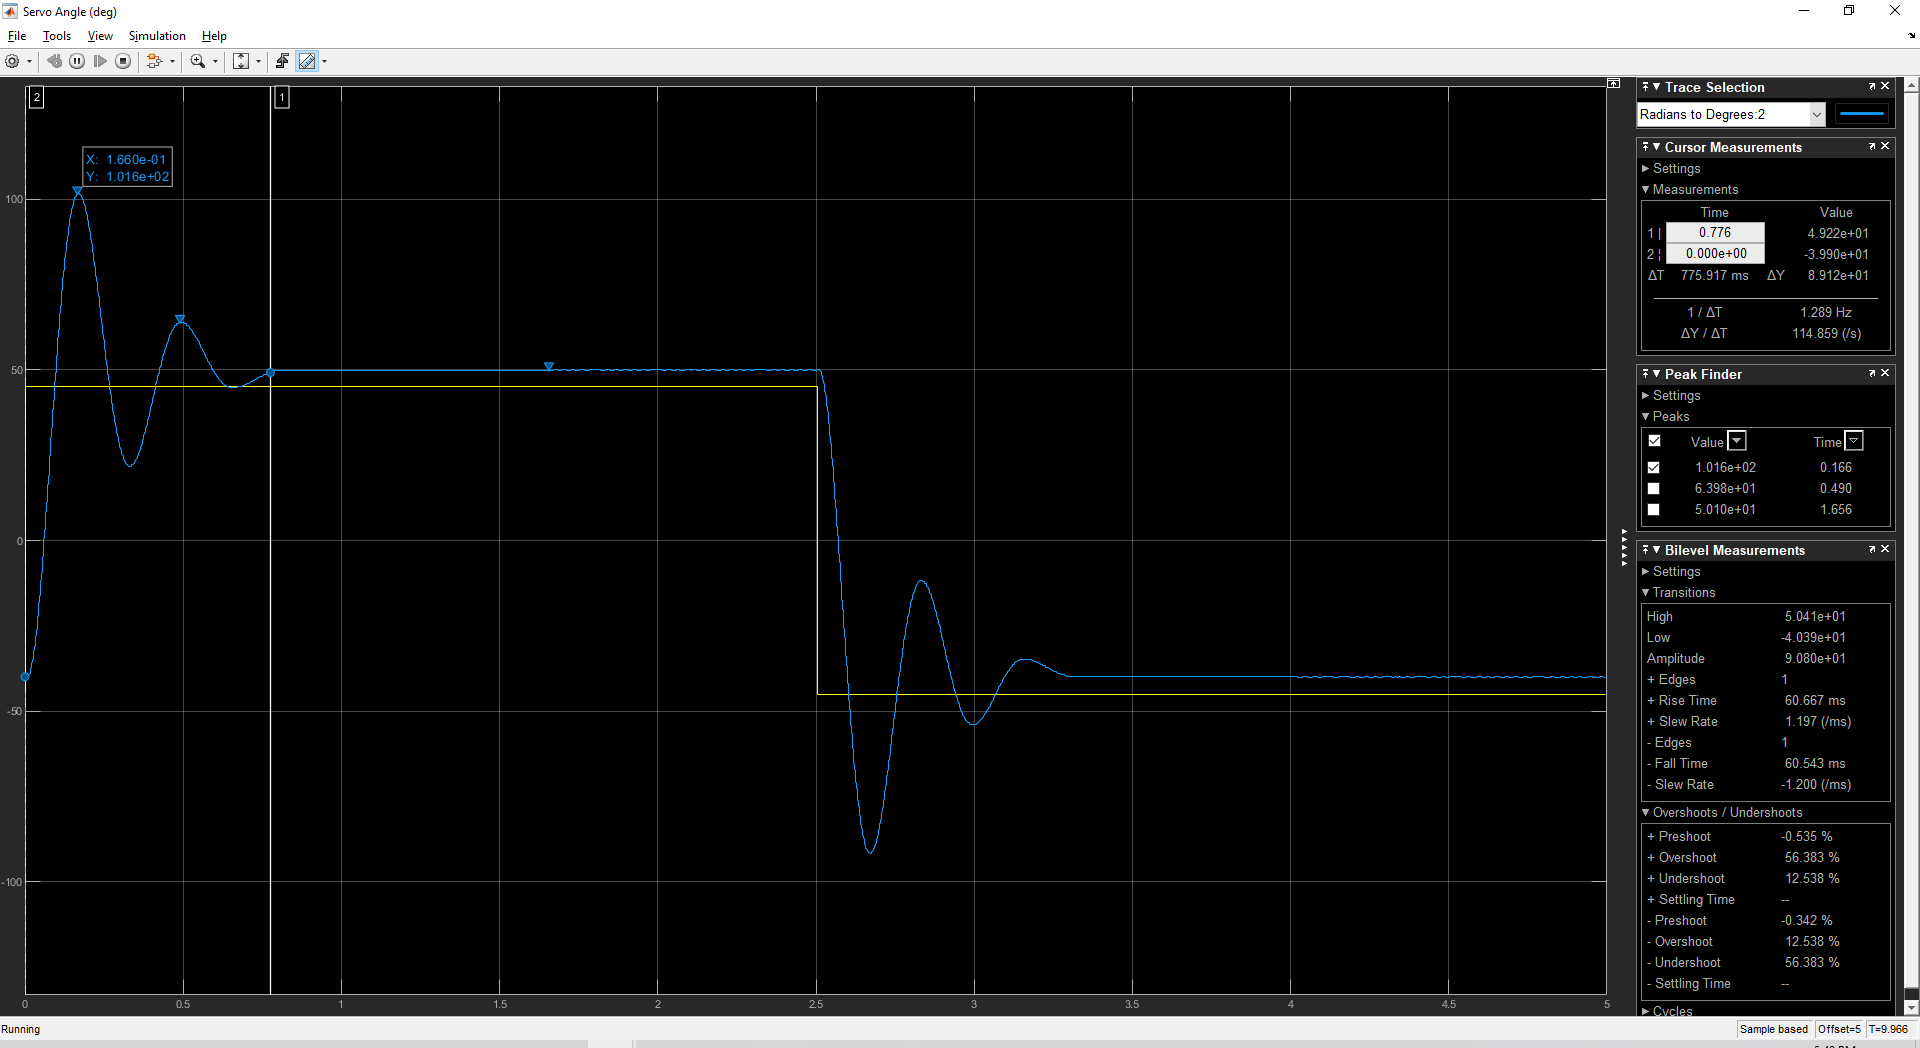 Servo Angle (deg)
File Tools View Simulation Help
2
1
X: 1.660e-01
Y: 1.016e+02
100
50
0
-50
-100
0 0.5 1 1.5 2 2.5 3 3.5 4 4.5 5
Trace Selection
Radians to Degrees:2
Cursor Measurements
Settings
Measurements
Time Value
1 | 0.776 4.922e+01
2 ¦ 0.000e+00 -3.990e+01
ΔT 775.917 ms ΔY 8.912e+01
1 / ΔT 1.289 Hz
ΔY / ΔT 114.859 (/s)
Peak Finder
Settings
Peaks
Value Time
1.016e+02 0.166
6.398e+01 0.490
5.010e+01 1.656
Bilevel Measurements
Settings
Transitions
High 5.041e+01
Low -4.039e+01
Amplitude 9.080e+01
+ Edges 1
+ Rise Time 60.667 ms
+ Slew Rate 1.197 (/ms)
- Edges 1
- Fall Time 60.543 ms
- Slew Rate -1.200 (/ms)
Overshoots / Undershoots
+ Preshoot -0.535 %
+ Overshoot 56.383 %
+ Undershoot 12.538 %
+ Settling Time --
- Preshoot -0.342 %
- Overshoot 12.538 %
- Undershoot 56.383 %
- Settling Time --
Cycles
Running
Sample based Offset=5 T=9.966